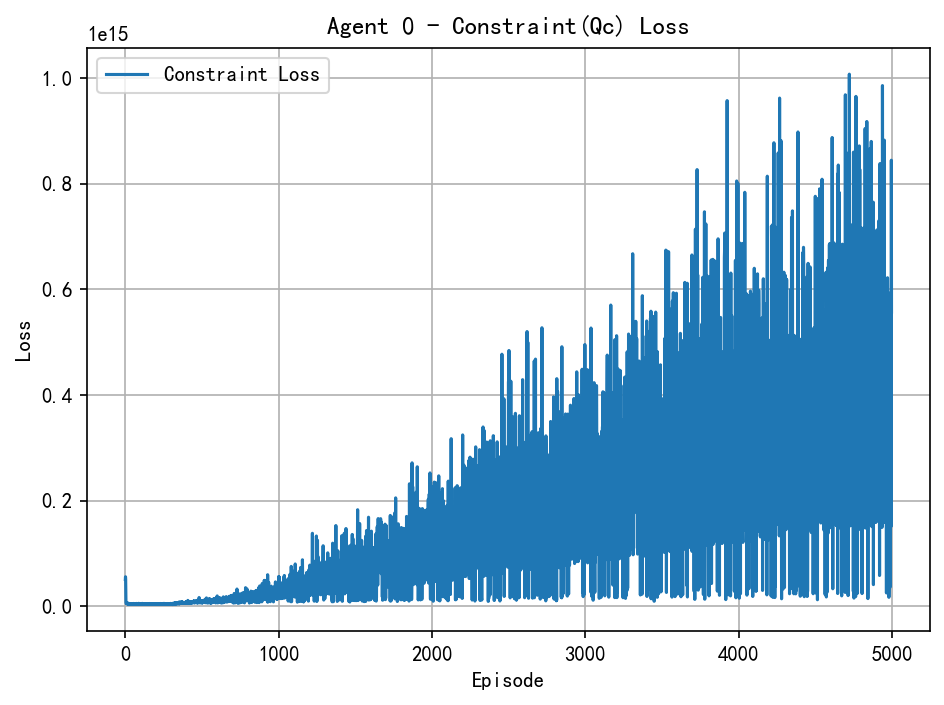 Agent 0 - Constraint(Qc) Loss
1e15
Constraint Loss
1.0
0.8
0.6
0.4
0.2
0.0
Loss
0 1000 2000 3000 4000 5000
Episode